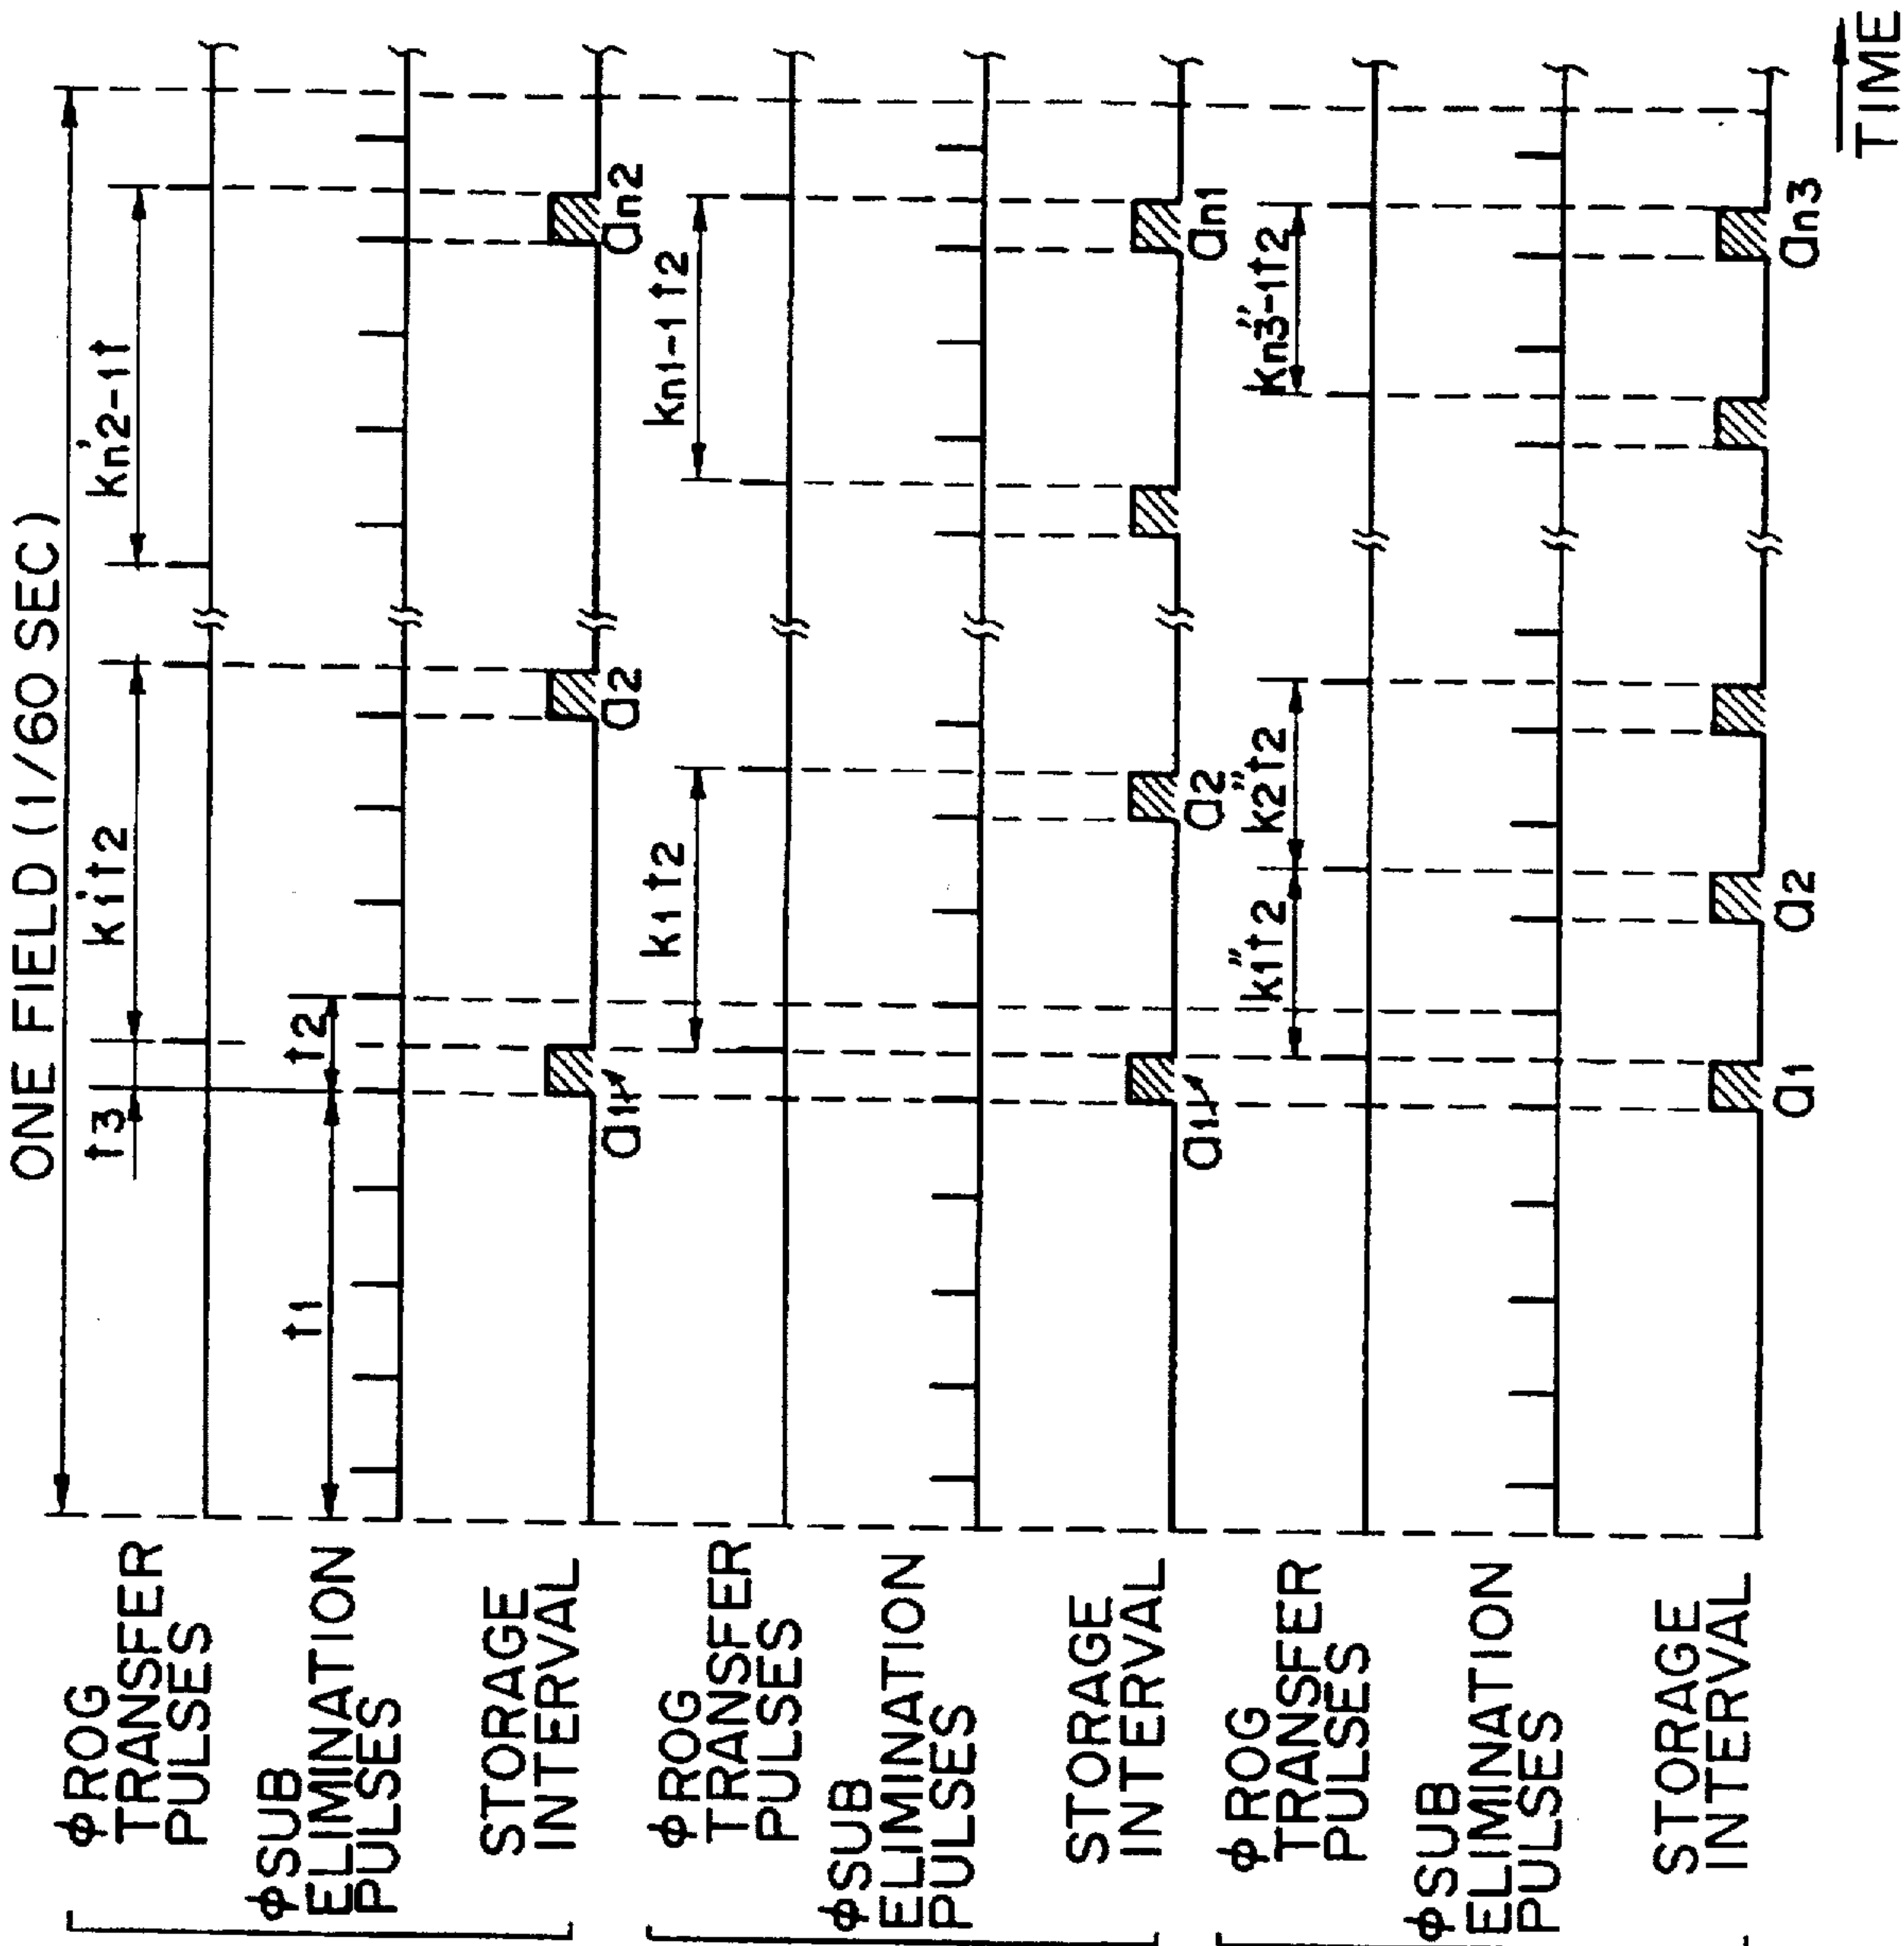 ONE FIELD (1/60 SEC)
φROG
TRANSFER
PULSES
t3
k1't2
kn2'-1t
φSUB
ELIMINATION
PULSES
t1
t2
STORAGE
INTERVAL
a1
a2
an2
φROG
TRANSFER
PULSES
k1t2
kn1-1t2
φSUB
ELIMINATION
PULSES
STORAGE
INTERVAL
a1
a2
an1
φROG
TRANSFER
PULSES
k1"t2
k2"t2
kn3"-1t2
φSUB
ELIMINATION
PULSES
STORAGE
INTERVAL
a1
a2
an3
TIME